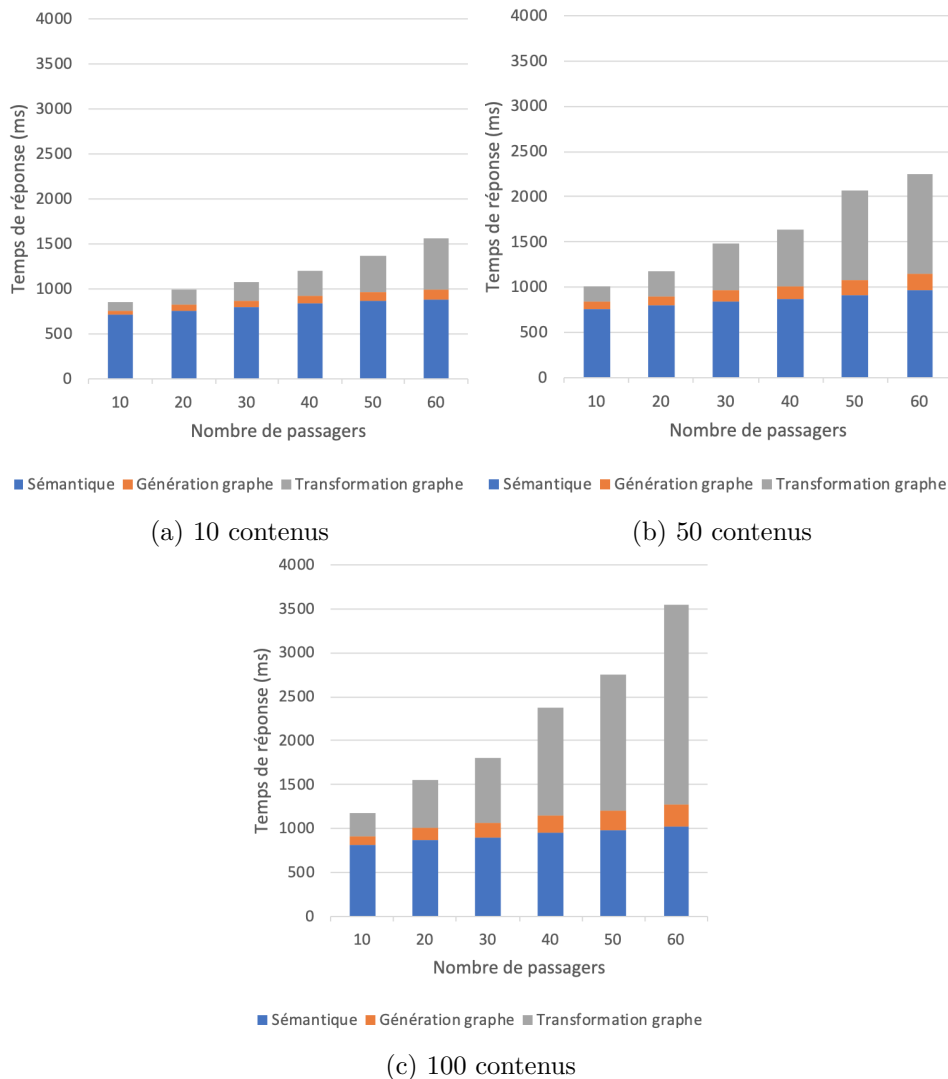 4000
3500
3000
2500
2000
1500
1000
500
0
Temps de réponse (ms)
10 20 30 40 50 60
Nombre de passagers
Sémantique Génération graphe Transformation graphe
(a) 10 contenus
4000
3500
3000
2500
2000
1500
1000
500
0
Temps de réponse (ms)
10 20 30 40 50 60
Nombre de passagers
Sémantique Génération graphe Transformation graphe
(b) 50 contenus
4000
3500
3000
2500
2000
1500
1000
500
0
Temps de réponse (ms)
10 20 30 40 50 60
Nombre de passagers
Sémantique Génération graphe Transformation graphe
(c) 100 contenus